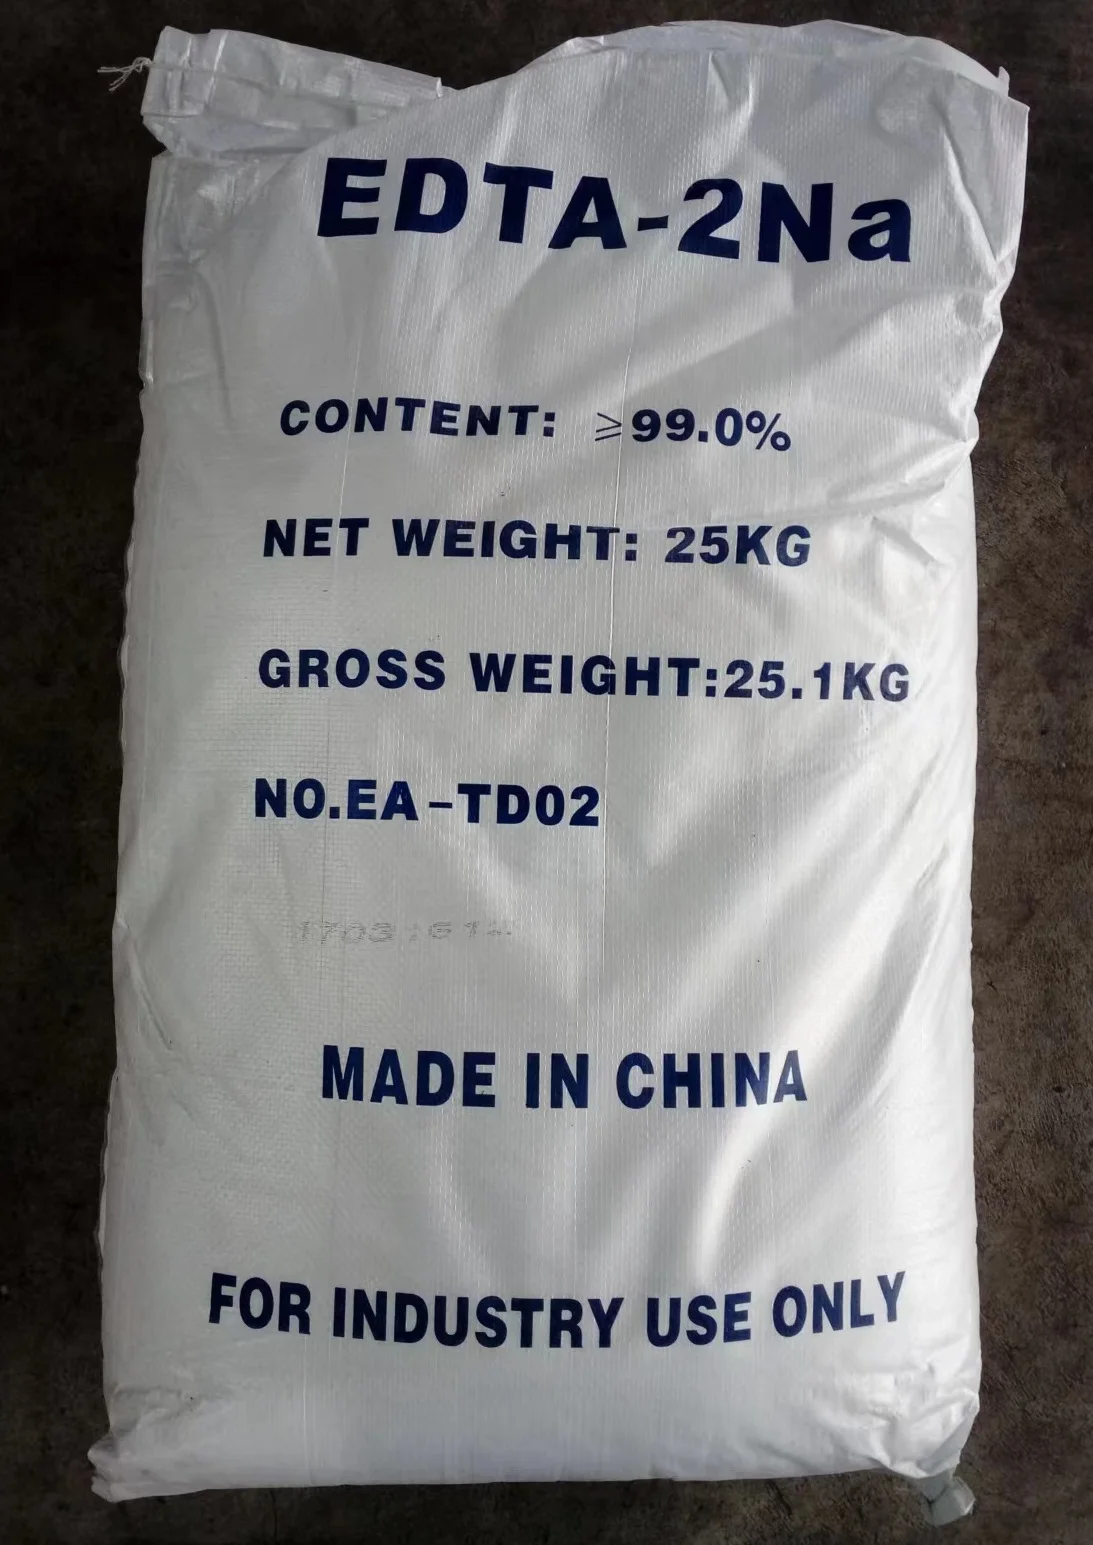 EDTA-2Na
CONTENT: ≥99.0%
NET WEIGHT: 25KG
GROSS WEIGHT:25.1KG
NO.EA-TD02
MADE IN CHINA
FOR INDUSTRY USE ONLY